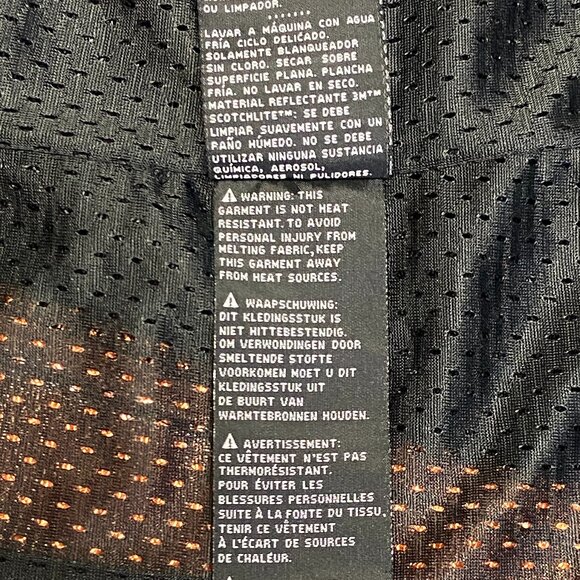 OU LIMPADOR.
.......
LAVAR A MÁQUINA CON AGUA
FRÍA CICLO DELICADO.
SOLAMENTE BLANQUEADOR
SIN CLORO. SECAR SOBRE
SUPERFICIE PLANA. PLANCHA
FRÍA. NO LAVAR EN SECO.
MATERIAL REFLECTANTE 3M™
SCOTCHLITE™: SE DEBE
LIMPIAR SUAVEMENTE CON UN
PAÑO HÚMEDO. NO SE DEBE
UTILIZAR NINGUNA SUSTANCIA
QUÍMICA, AEROSOL,
LIMPIADORES NI PULIDORES.
⚠ WARNING: THIS
GARMENT IS NOT HEAT
RESISTANT. TO AVOID
PERSONAL INJURY FROM
MELTING FABRIC, KEEP
THIS GARMENT AWAY
FROM HEAT SOURCES.
⚠ WAAPSCHUWING:
DIT KLEDINGSSTUK IS
NIET HITTEBESTENDIG.
OM VERWONDINGEN DOOR
SMELTENDE STOFTE
VOORKOMEN MOET U DIT
KLEDINGSSTUK UIT
DE BUURT VAN
WARMTEBRONNEN HOUDEN.
⚠ AVERTISSEMENT:
CE VÊTEMENT N'EST PAS
THERMORÉSISTANT.
POUR ÉVITER LES
BLESSURES PERSONNELLES
SUITE À LA FONTE DU TISSU,
TENIR CE VÊTEMENT
À L'ÉCART DE SOURCES
DE CHALEUR.